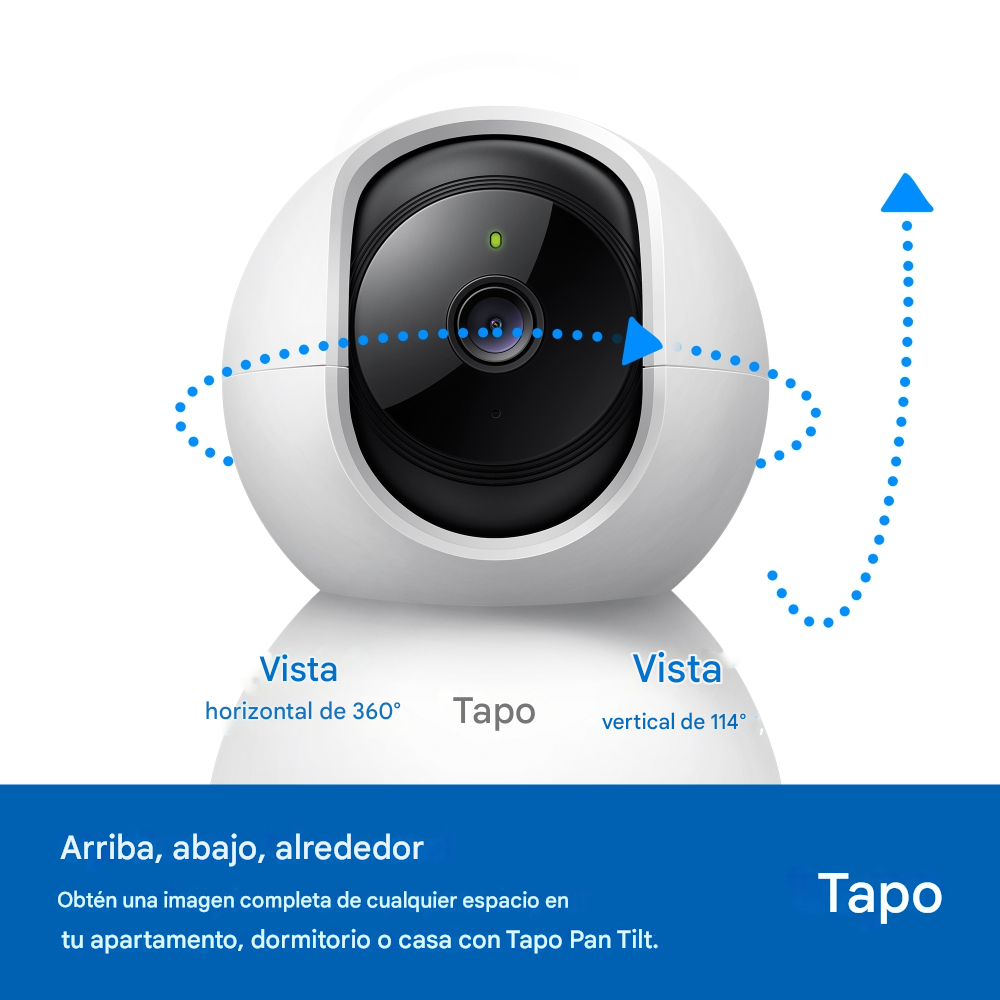 Vista
horizontal de 360°
Tapo
Vista
vertical de 114°
Arriba, abajo, alrededor
Obtén una imagen completa de cualquier espacio en
tu apartamento, dormitorio o casa con Tapo Pan Tilt.
Tapo